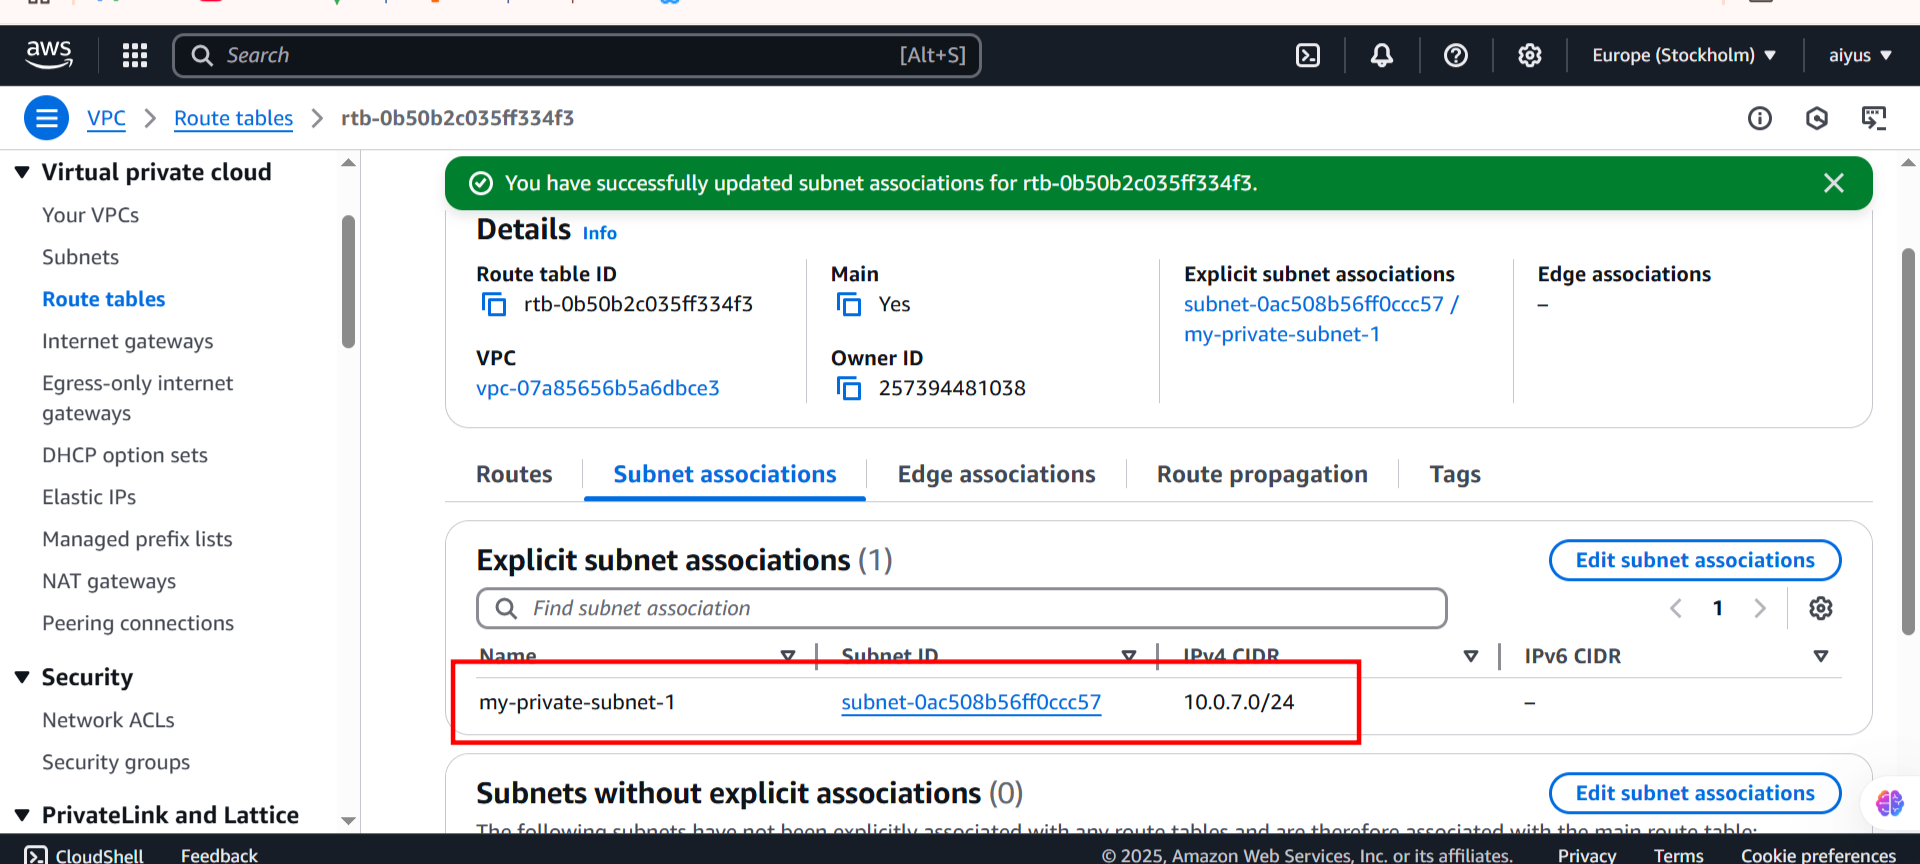 aws
Search [Alt+S]
Europe (Stockholm) ▼
aiyus ▼
VPC > Route tables > rtb-0b50b2c035ff334f3
Virtual private cloud
Your VPCs
Subnets
Route tables
Internet gateways
Egress-only internet
gateways
DHCP option sets
Elastic IPs
Managed prefix lists
NAT gateways
Peering connections
Security
Network ACLs
Security groups
PrivateLink and Lattice
You have successfully updated subnet associations for rtb-0b50b2c035ff334f3.
Details Info
Route table ID
rtb-0b50b2c035ff334f3
Main
Yes
Explicit subnet associations
subnet-0ac508b56ff0ccc57 /
my-private-subnet-1
Edge associations
–
VPC
vpc-07a85656b5a6dbce3
Owner ID
257394481038
Routes Subnet associations Edge associations Route propagation Tags
Explicit subnet associations (1)
Edit subnet associations
Find subnet association
1
Name Subnet ID IPv4 CIDR IPv6 CIDR
my-private-subnet-1 subnet-0ac508b56ff0ccc57 10.0.7.0/24 –
Subnets without explicit associations (0)
Edit subnet associations
The following subnets have not been explicitly associated with any route tables and are therefore associated with the main route table:
CloudShell Feedback © 2025, Amazon Web Services, Inc. or its affiliates. Privacy Terms Cookie preferences